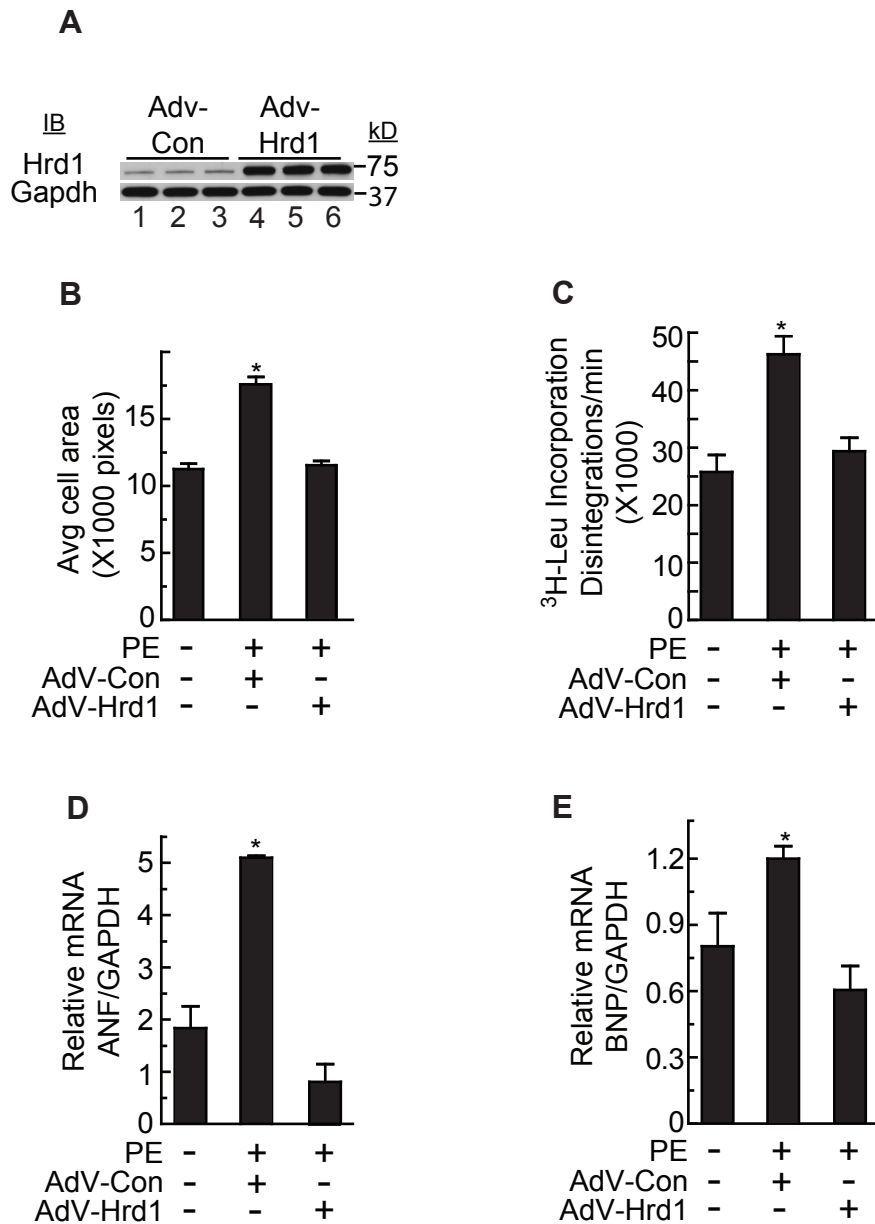 A
IB
Adv-
Con
Adv-
Hrd1
kD
Hrd1
75
Gapdh
37
1 2 3 4 5 6
B
Avg cell area
(X1000 pixels)
15
10
5
0
*
PE - + +
AdV-Con - + -
AdV-Hrd1 - - +
C
³H-Leu Incorporation
Disintegrations/min
(X1000)
50
40
30
20
10
0
*
PE - + +
AdV-Con - + -
AdV-Hrd1 - - +
D
Relative mRNA
ANF/GAPDH
5
4
3
2
1
0
*
PE - + +
AdV-Con - + -
AdV-Hrd1 - - +
E
Relative mRNA
BNP/GAPDH
1.2
0.9
0.6
0.3
0
*
PE - + +
AdV-Con - + -
AdV-Hrd1 - - +